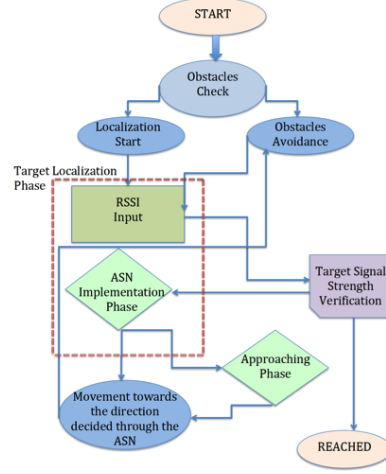 START
Obstacles
Check
Localization
Start
Obstacles
Avoidance
Target Localization
Phase
RSSI
Input
ASN
Implementation
Phase
Target Signal
Strength
Verification
Approaching
Phase
Movement towards
the direction
decided through the
ASN
REACHED